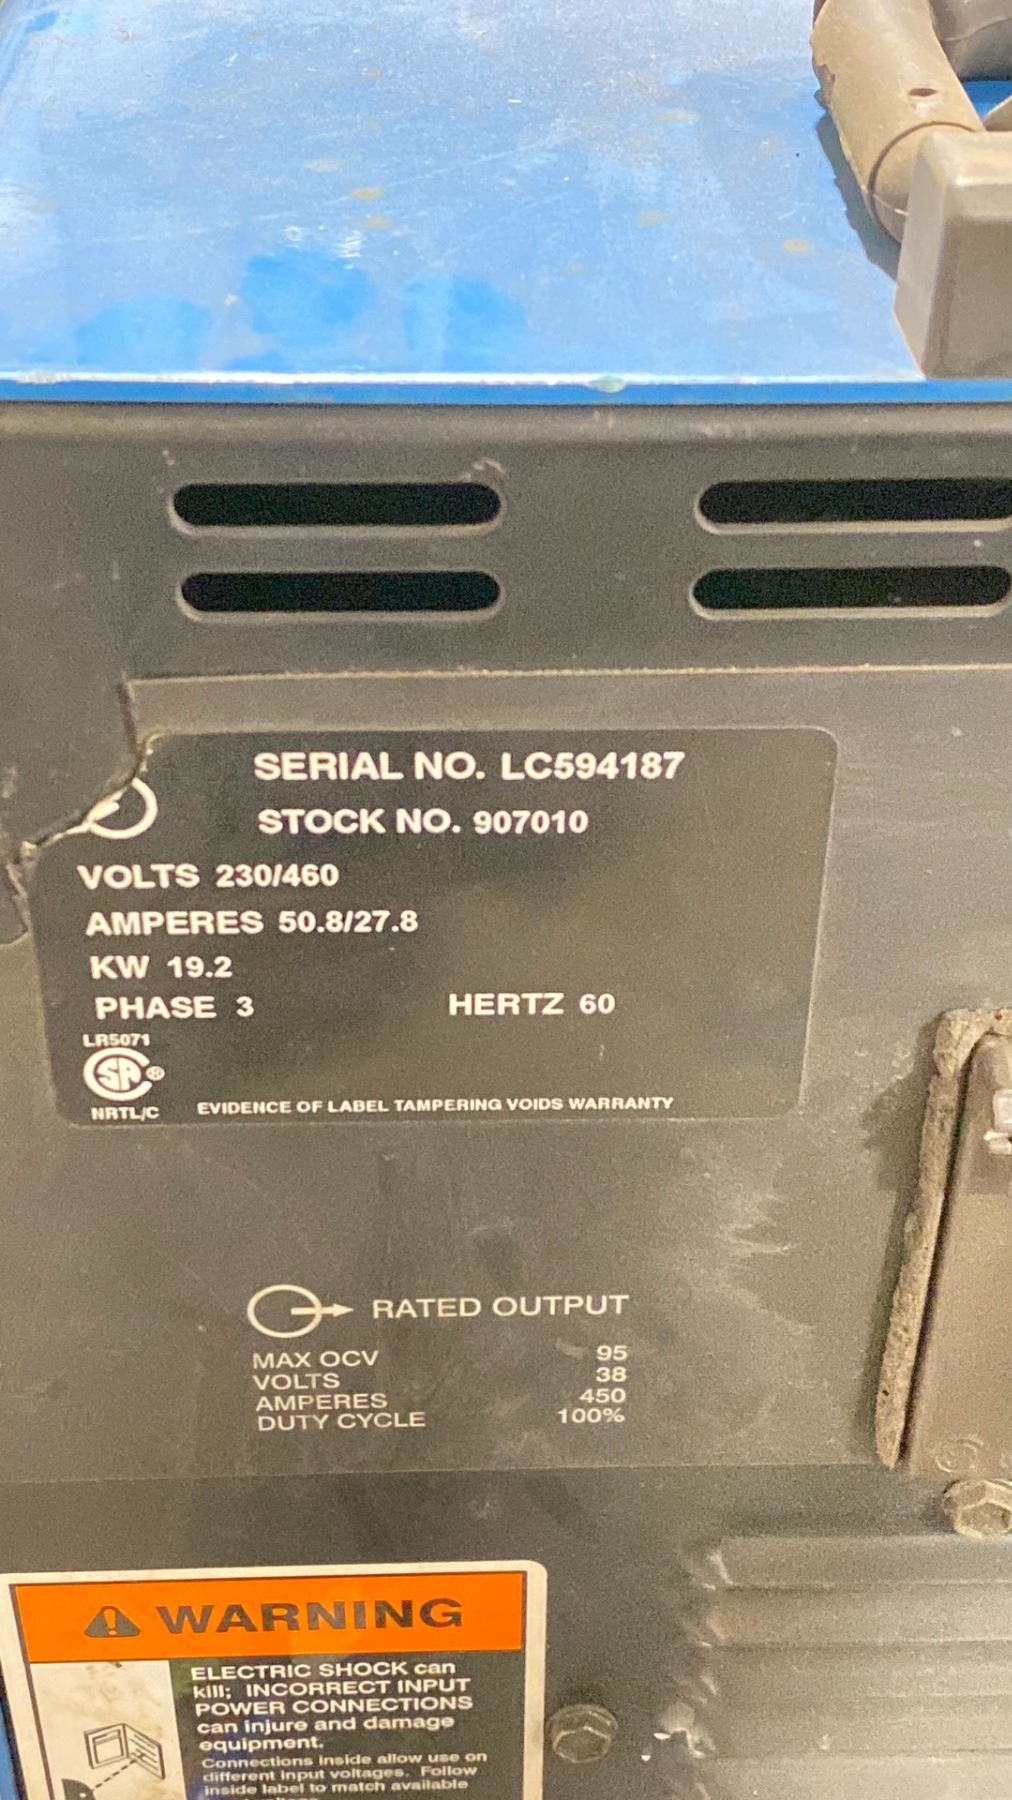 SERIAL NO. LC594187
STOCK NO. 907010
VOLTS 230/460
AMPERES 50.8/27.8
KW 19.2
PHASE 3 HERTZ 60
LR5071
SA ®
NRTL/C EVIDENCE OF LABEL TAMPERING VOIDS WARRANTY
RATED OUTPUT
MAX OCV 95
VOLTS 38
AMPERES 450
DUTY CYCLE 100%
WARNING
ELECTRIC SHOCK can
kill; INCORRECT INPUT
POWER CONNECTIONS
can injure and damage
equipment.
Connections inside allow use on
different input voltages. Follow
inside label to match available